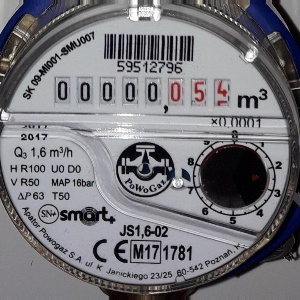 SK 09-MI001-SMU007
59512796
00000,054 m³
×0,0001
2017
Q₃ 1,6 m³/h
H R100 U0 D0
V R50 MAP 16bar
ΔP 63 T50
PoWoGaz
SN+ smart+
JS1,6-02
CE M17 1781
Apator Powogaz S.A. ul. K. Janickiego 23/25, 60-542 Poznań,